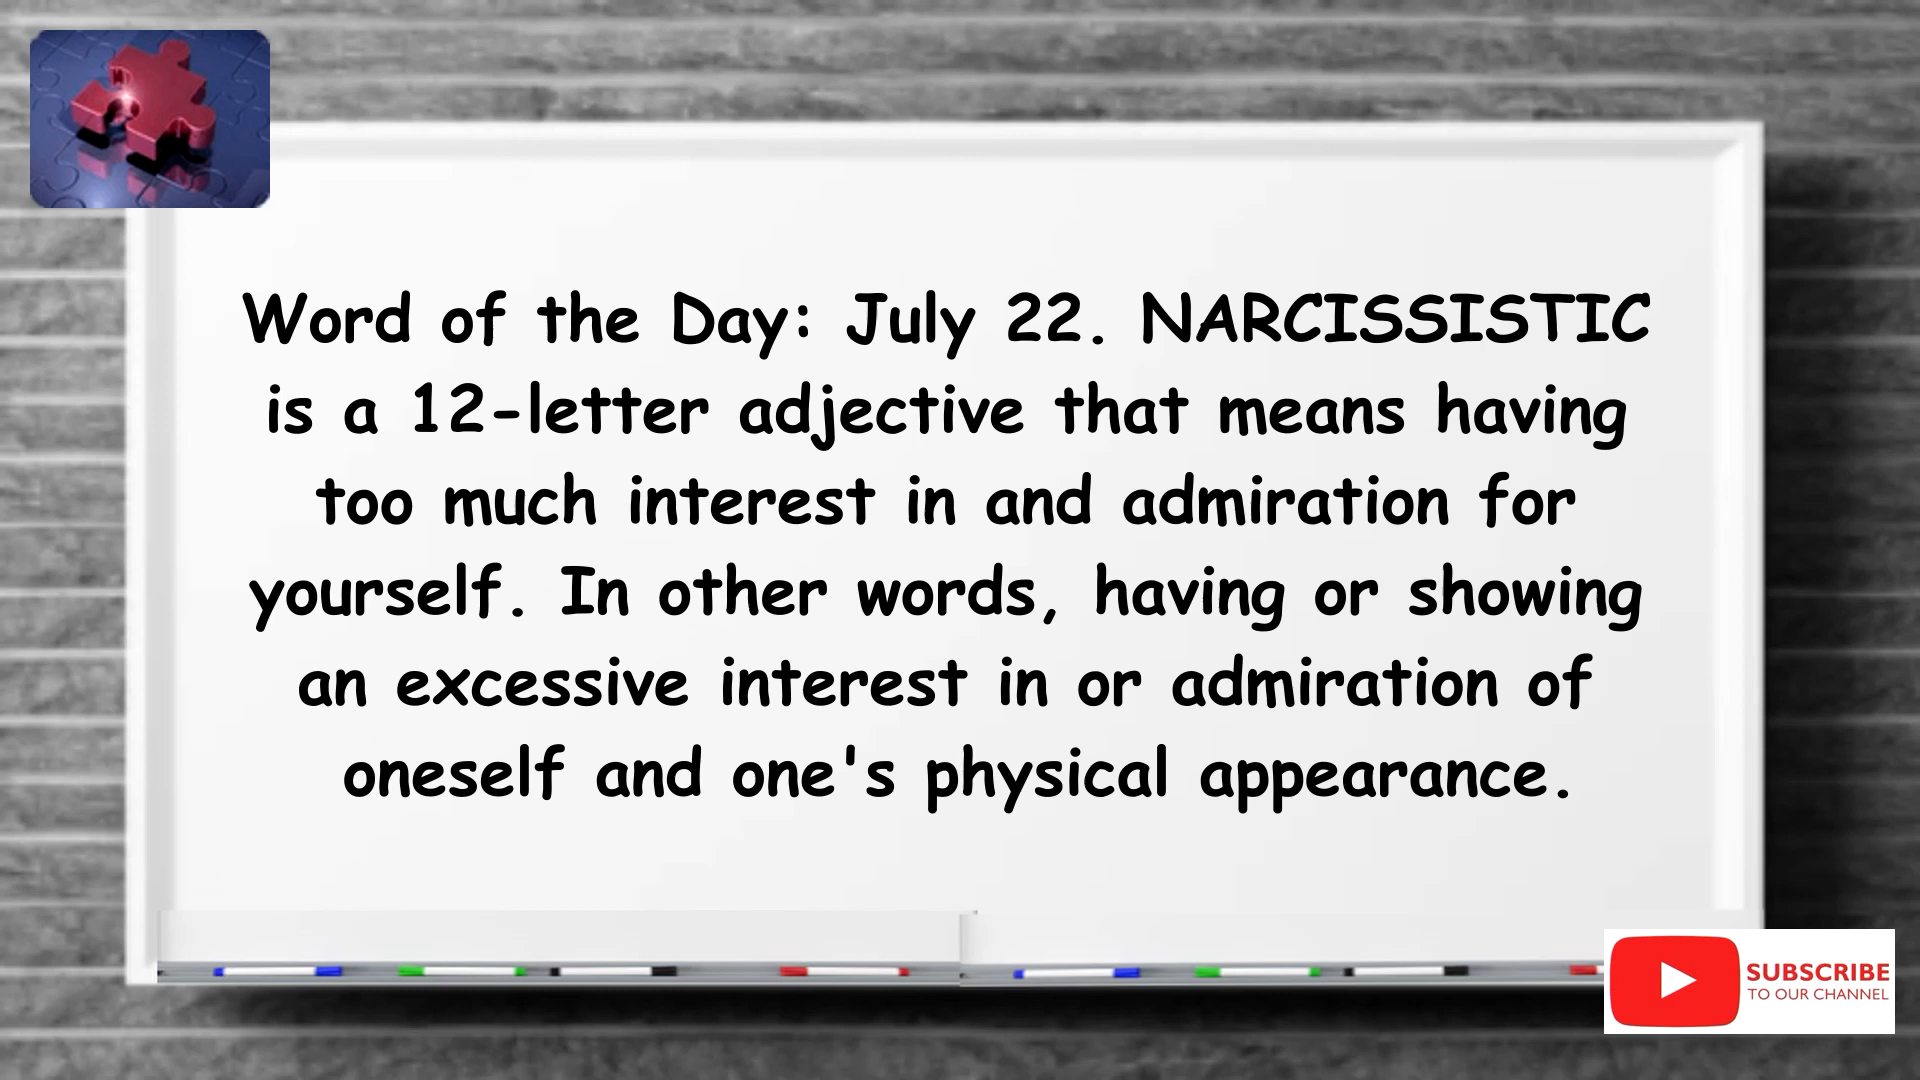 Word of the Day: July 22. NARCISSISTIC
is a 12-letter adjective that means having
too much interest in and admiration for
yourself. In other words, having or showing
an excessive interest in or admiration of
oneself and one's physical appearance.
SUBSCRIBE
TO OUR CHANNEL